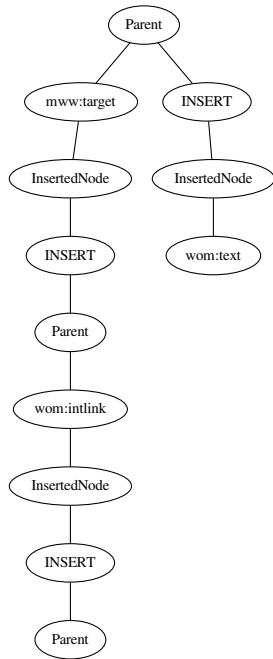 Parent
mww:target INSERT
InsertedNode InsertedNode
INSERT wom:text
Parent
wom:intlink
InsertedNode
INSERT
Parent